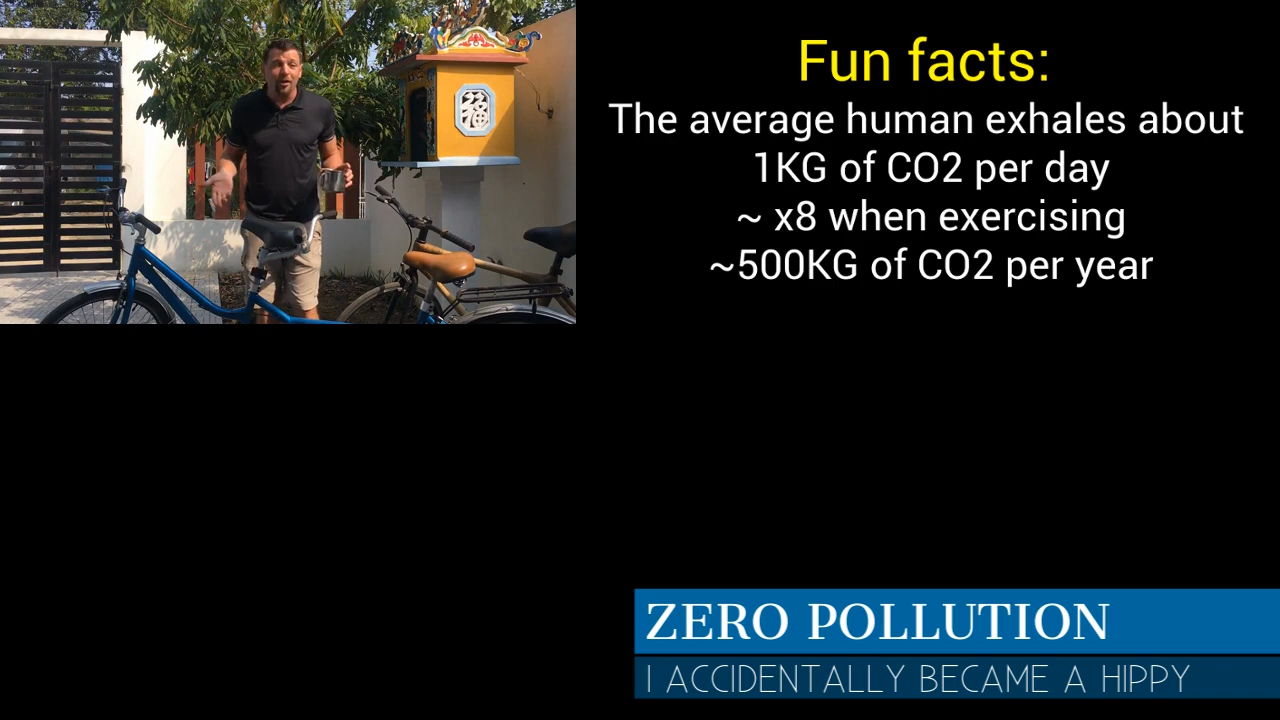 福
Fun facts:
The average human exhales about
1KG of CO2 per day
~ x8 when exercising
~500KG of CO2 per year
ZERO POLLUTION
I ACCIDENTALLY BECAME A HIPPY